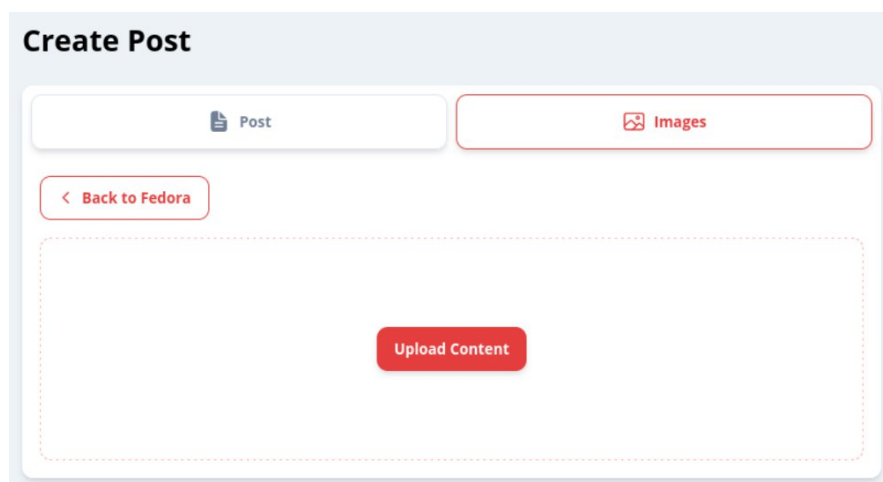 Create Post
Post
Images
Back to Fedora
Upload Content